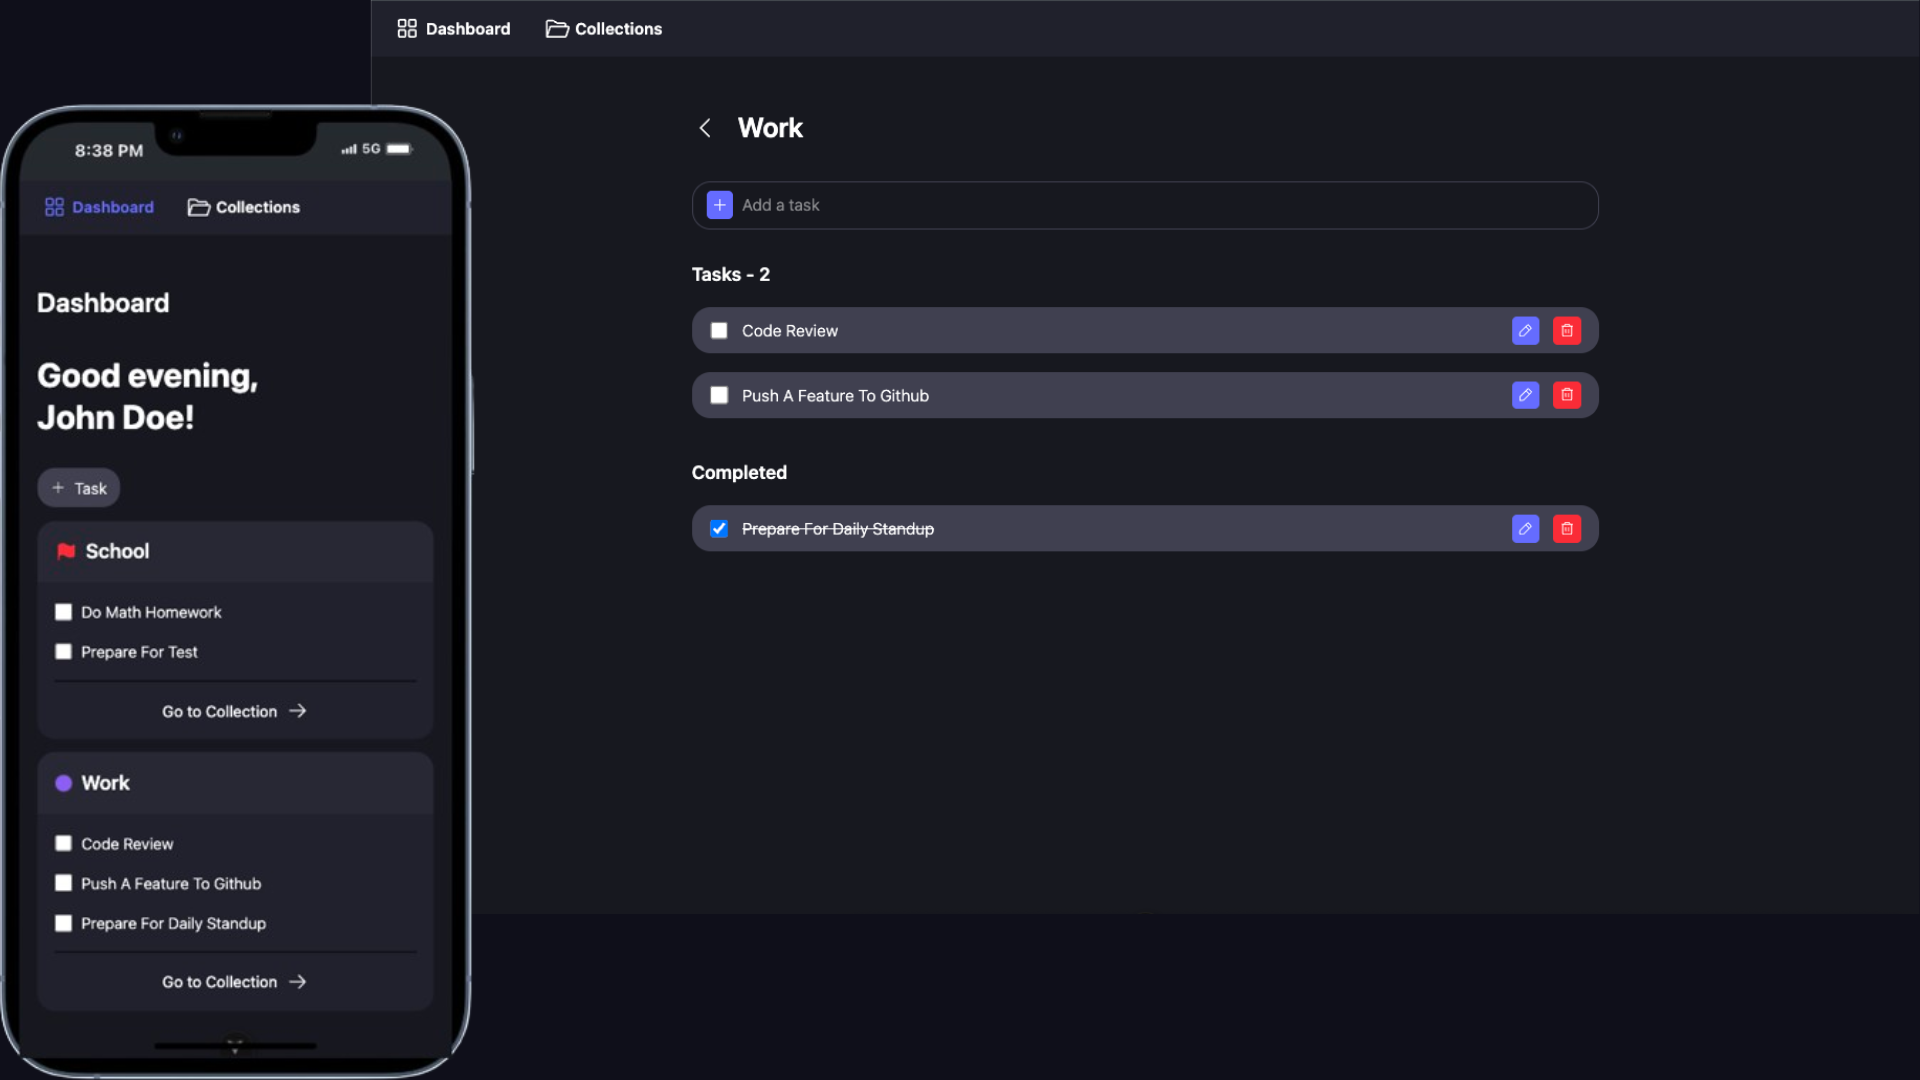 Dashboard Collections
Work
Add a task
Tasks - 2
Code Review
Push A Feature To Github
Completed
Prepare For Daily Standup
8:38 PM 5G
Dashboard Collections
Dashboard
Good evening,
John Doe!
+ Task
School
Do Math Homework
Prepare For Test
Go to Collection →
Work
Code Review
Push A Feature To Github
Prepare For Daily Standup
Go to Collection →